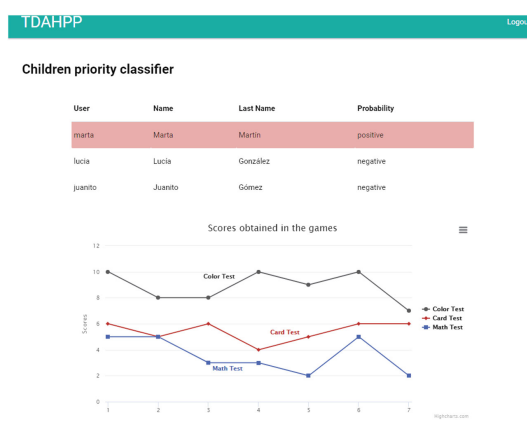 TDAHPP
Logou
Children priority classifier
User Name Last Name Probability
marta Marta Martín positive
lucia Lucía González negative
juanito Juanito Gómez negative
Scores obtained in the games
12
10
8
6
4
2
0
Scores
Color Test
Card Test
Math Test
1 2 3 4 5 6 7
Color Test
Card Test
Math Test
Highcharts.com